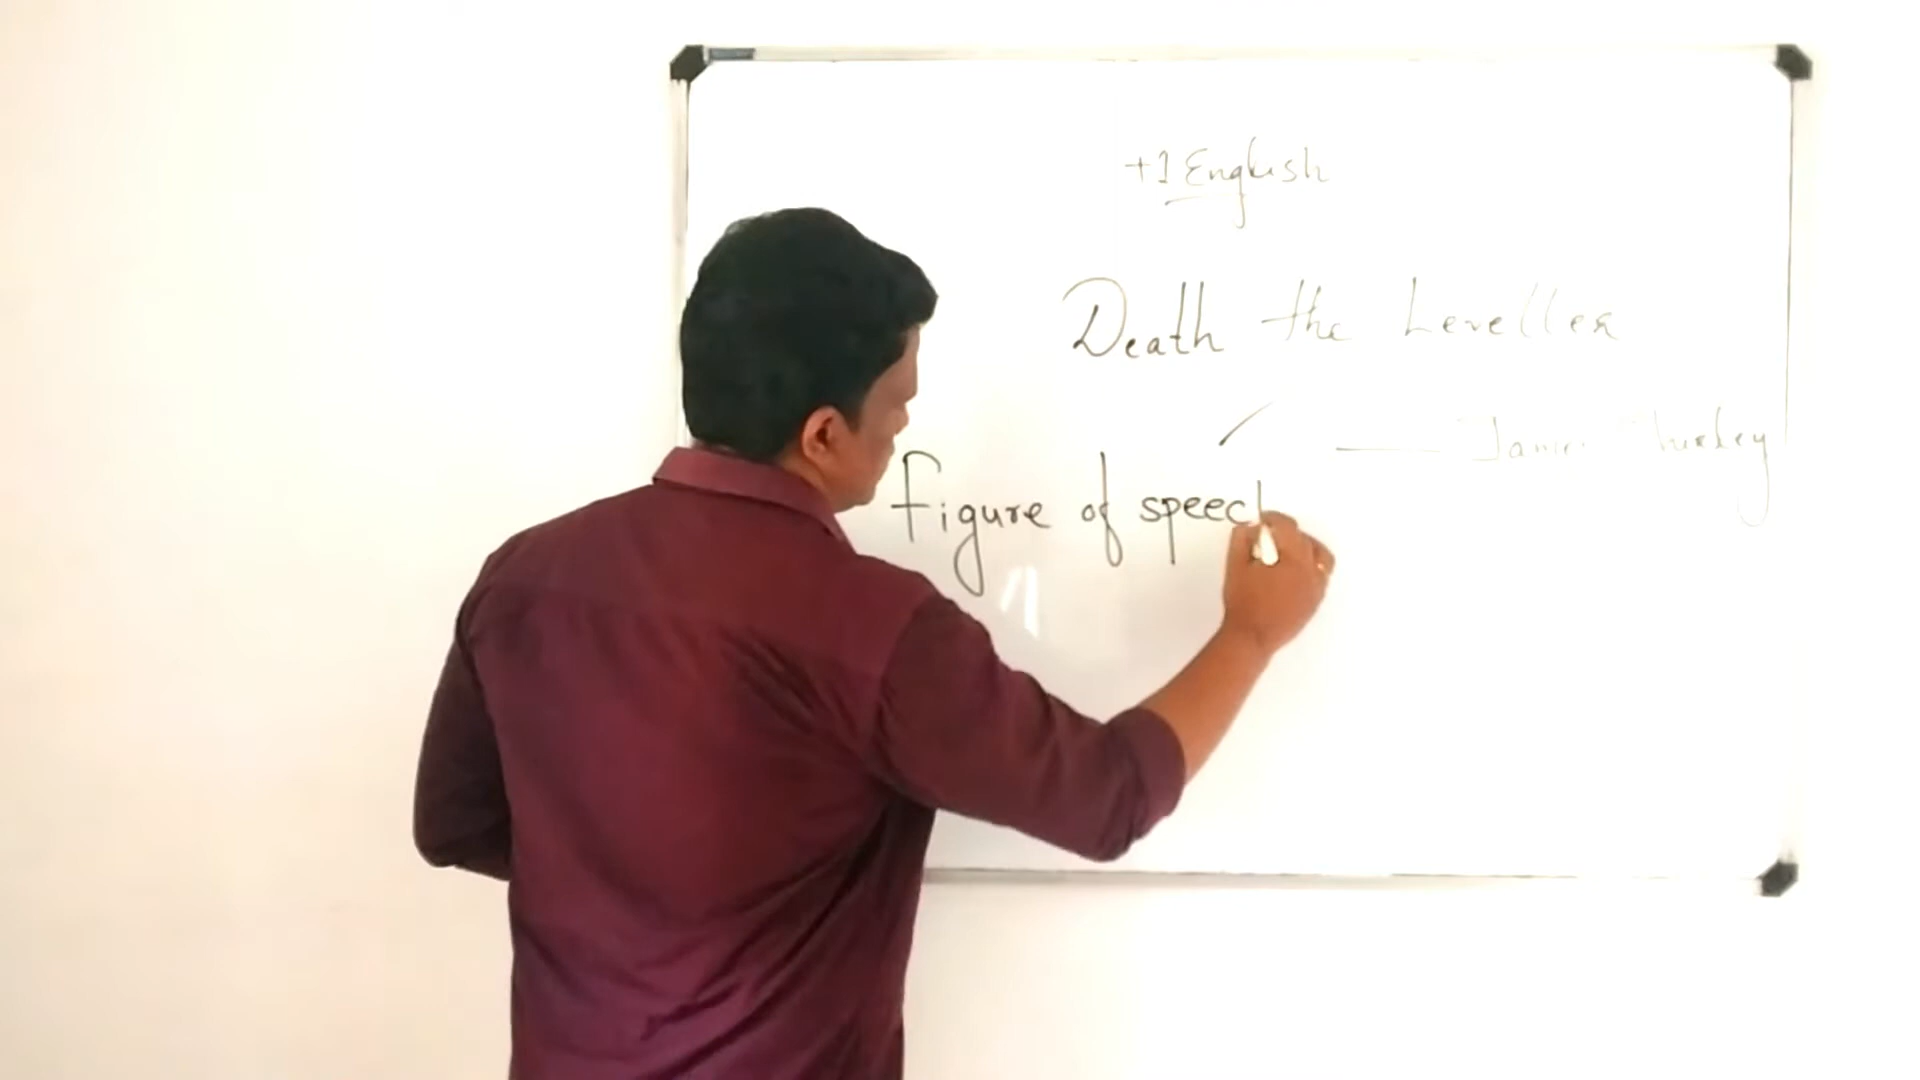 +1 English
Death the Leveller
— James Shirley
Figure of speech